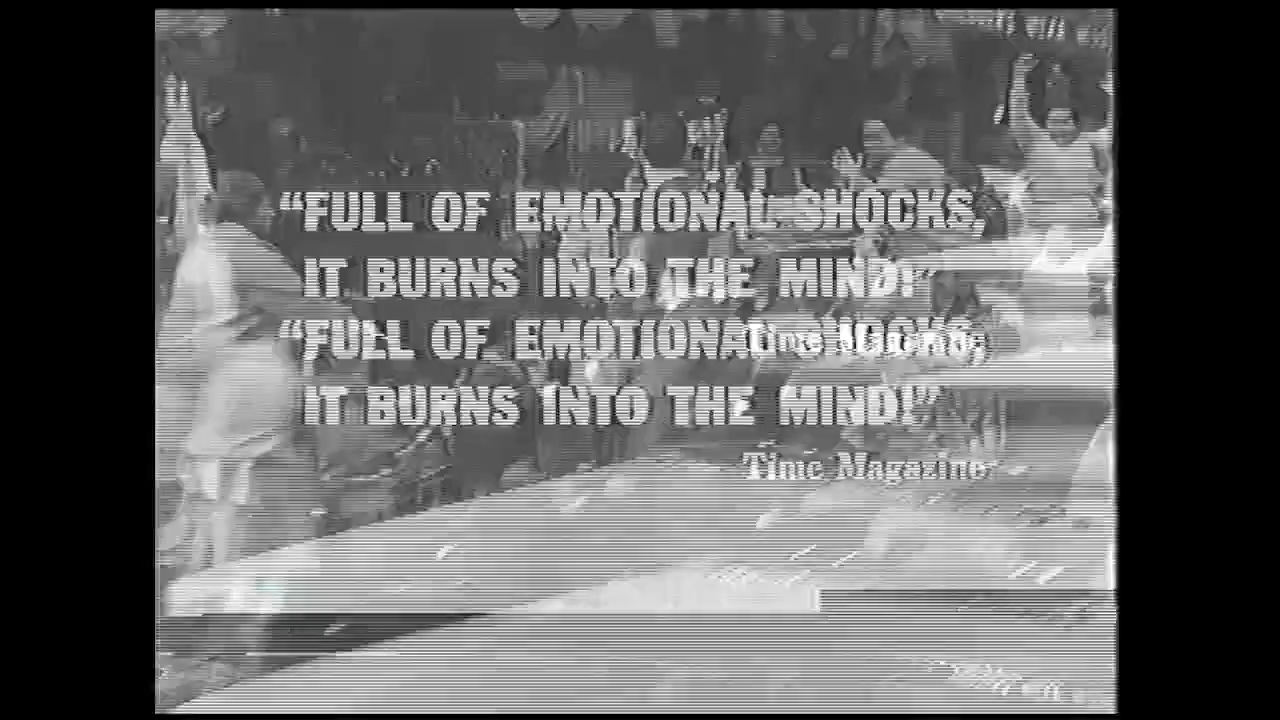 “FULL OF EMOTIONAL SHOCKS,
IT BURNS INTO THE MIND!”
“FULL OF EMOTIONAL SHOCKS,
IT BURNS INTO THE MIND!”
Time Magazine